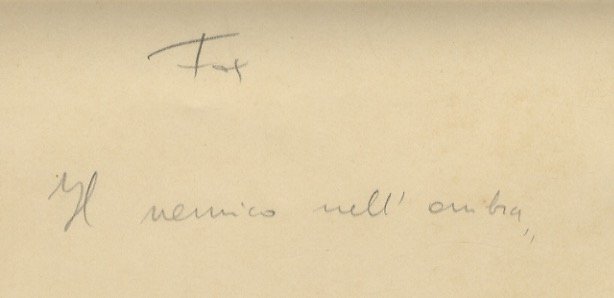 Fox
Il nemico nell' ombra„